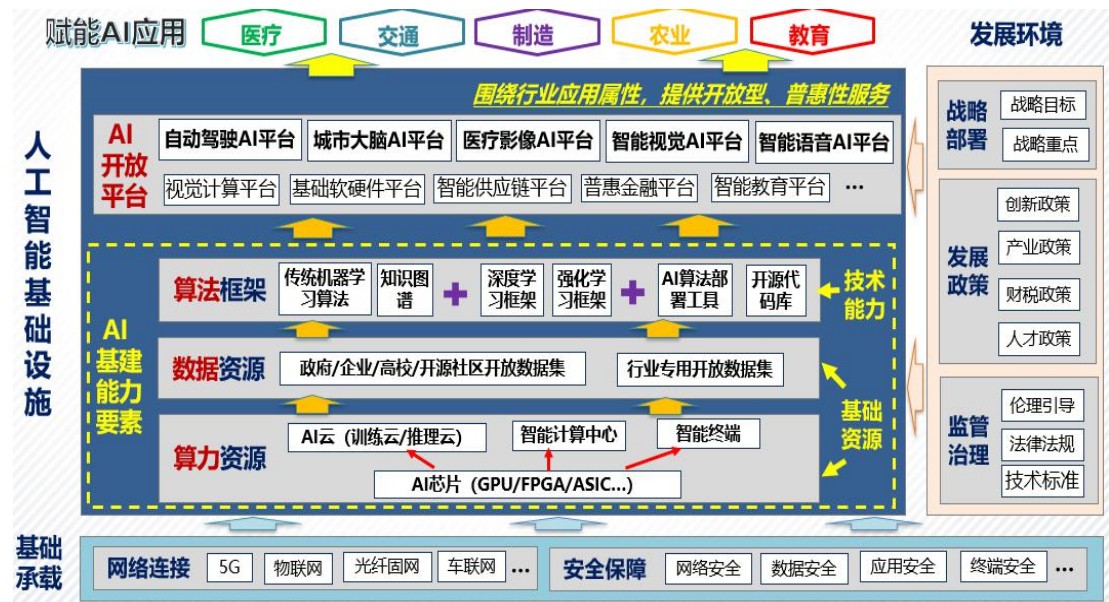 赋能AI应用
医疗
交通
制造
农业
教育
发展环境
围绕行业应用属性，提供开放型、普惠性服务
人工智能基础设施
AI
开放
平台
自动驾驶AI平台
城市大脑AI平台
医疗影像AI平台
智能视觉AI平台
智能语音AI平台
视觉计算平台
基础软硬件平台
智能供应链平台
普惠金融平台
智能教育平台
...
AI
基建
能力
要素
算法框架
传统机器学
习算法
知识图
谱
+
深度学
习框架
强化学
习框架
+
AI算法部
署工具
开源代
码库
技术
能力
数据资源
政府/企业/高校/开源社区开放数据集
行业专用开放数据集
基础
资源
算力资源
AI云（训练云/推理云）
智能计算中心
智能终端
AI芯片（GPU/FPGA/ASIC...）
战略
部署
战略目标
战略重点
发展
政策
创新政策
产业政策
财税政策
人才政策
监管
治理
伦理引导
法律法规
技术标准
基础
承载
网络连接
5G
物联网
光纤固网
车联网
...
安全保障
网络安全
数据安全
应用安全
终端安全
...